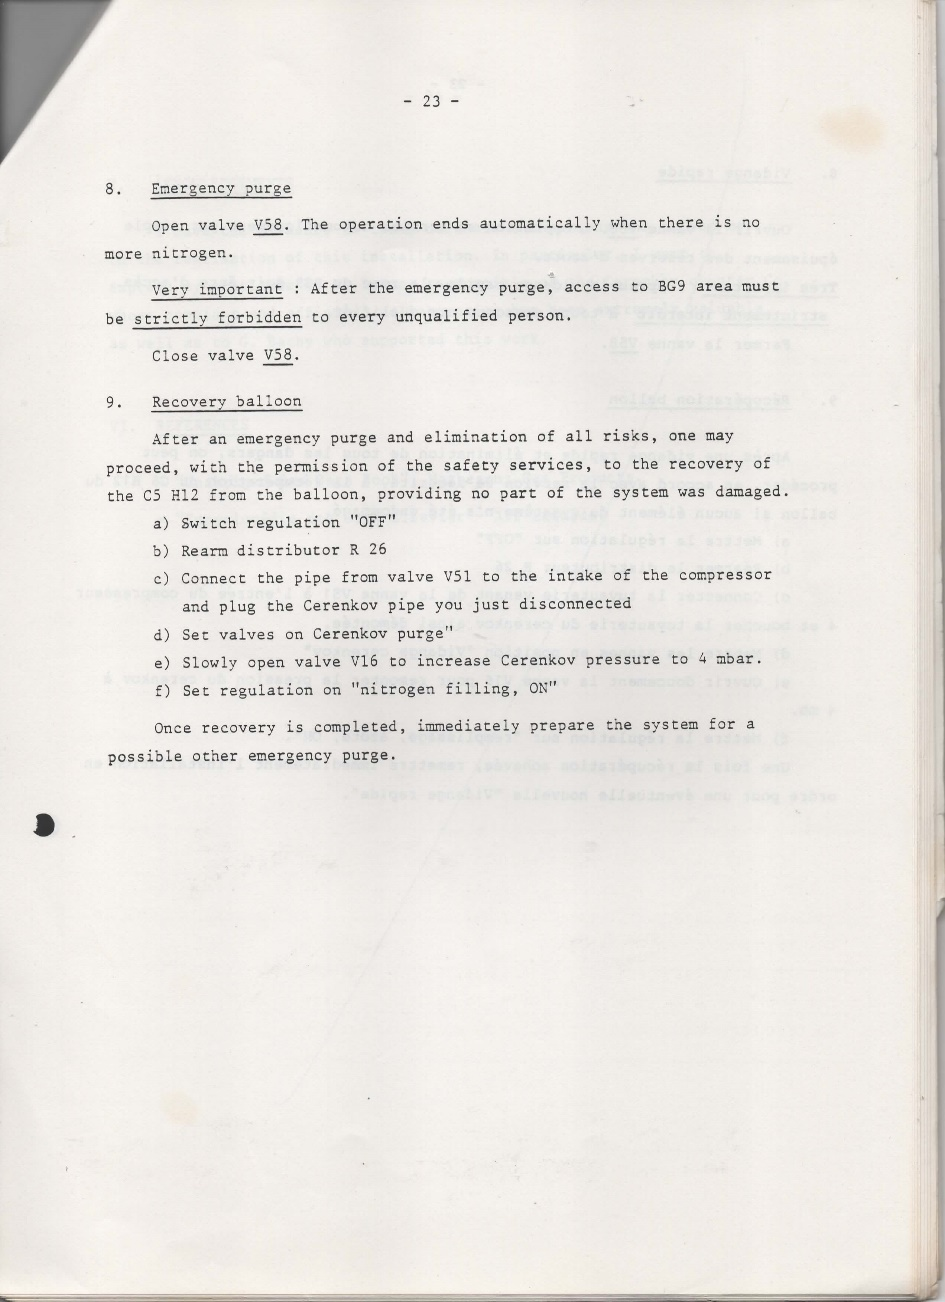 - 23 -
8. Emergency purge
Open valve V58. The operation ends automatically when there is no
more nitrogen.
Very important : After the emergency purge, access to BG9 area must
be strictly forbidden to every unqualified person.
Close valve V58.
9. Recovery balloon
After an emergency purge and elimination of all risks, one may
proceed, with the permission of the safety services, to the recovery of
the C5 H12 from the balloon, providing no part of the system was damaged.
a) Switch regulation "OFF"
b) Rearm distributor R 26
c) Connect the pipe from valve V51 to the intake of the compressor
and plug the Cerenkov pipe you just disconnected
d) Set valves on Cerenkov purge"
e) Slowly open valve V16 to increase Cerenkov pressure to 4 mbar.
f) Set regulation on "nitrogen filling, ON"
Once recovery is completed, immediately prepare the system for a
possible other emergency purge.